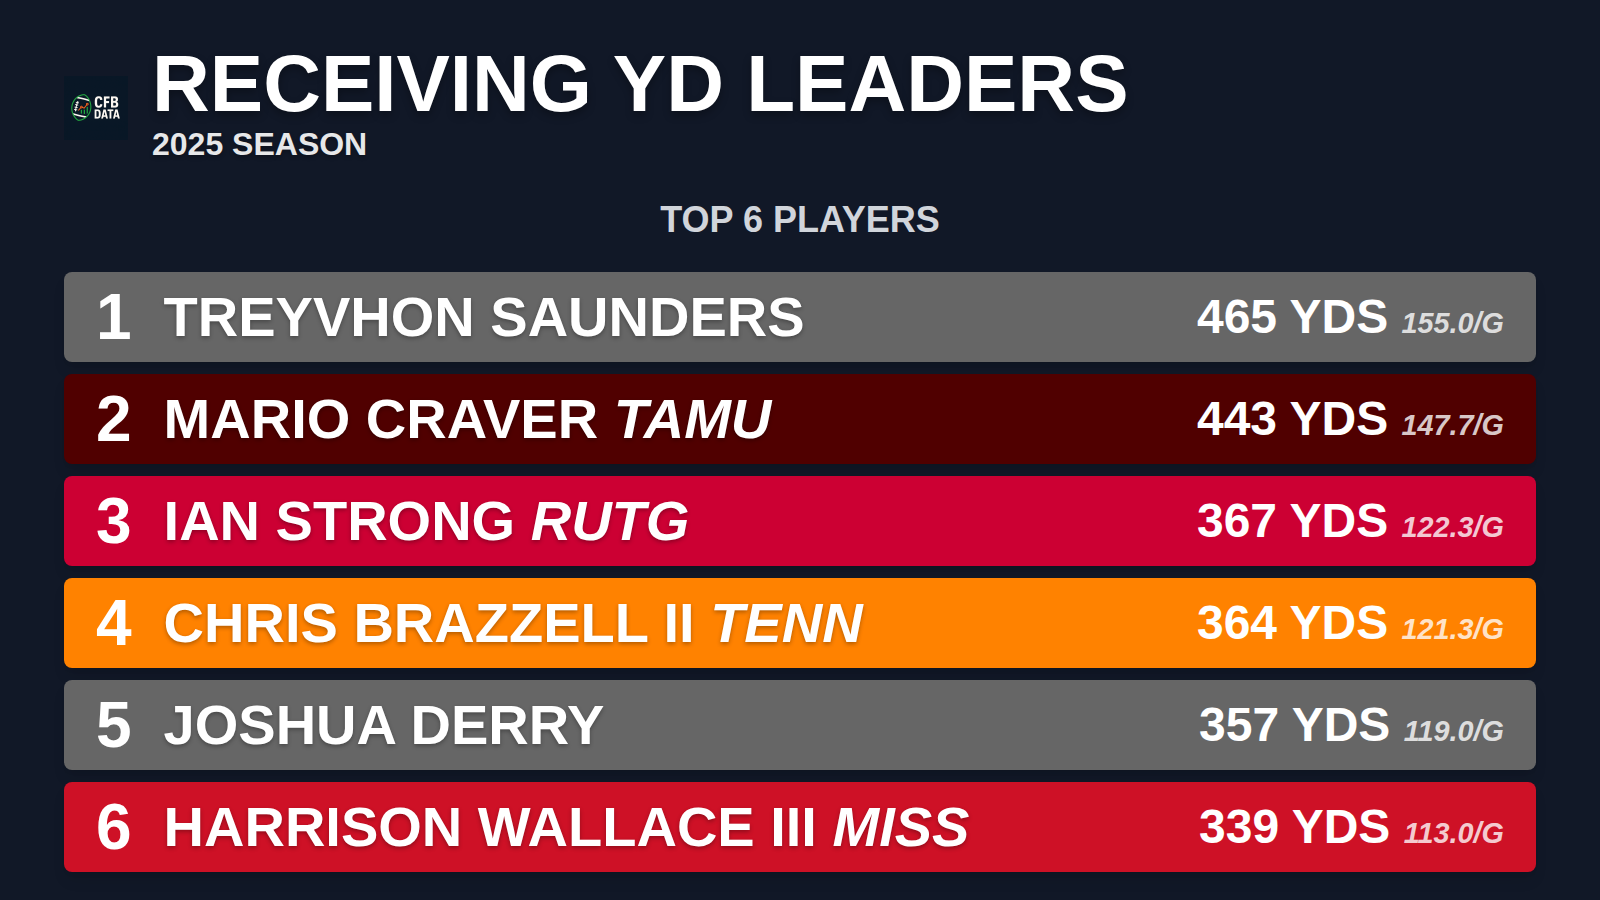 CFB
DATA
RECEIVING YD LEADERS
2025 SEASON
TOP 6 PLAYERS
1 TREYVHON SAUNDERS 465 YDS 155.0/G
2 MARIO CRAVER TAMU 443 YDS 147.7/G
3 IAN STRONG RUTG 367 YDS 122.3/G
4 CHRIS BRAZZELL II TENN 364 YDS 121.3/G
5 JOSHUA DERRY 357 YDS 119.0/G
6 HARRISON WALLACE III MISS 339 YDS 113.0/G